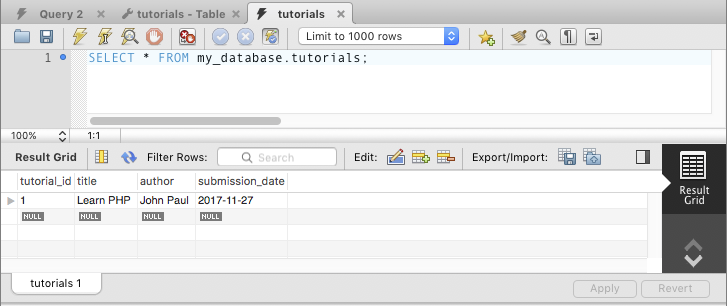 Query 2 tutorials - Table tutorials
Limit to 1000 rows
1 SELECT * FROM my_database.tutorials;
100% 1:1
Result Grid Filter Rows: Search Edit: Export/Import:
Result
Grid
tutorial_id title author submission_date
1 Learn PHP John Paul 2017-11-27
NULL NULL NULL NULL
tutorials 1
Apply Revert